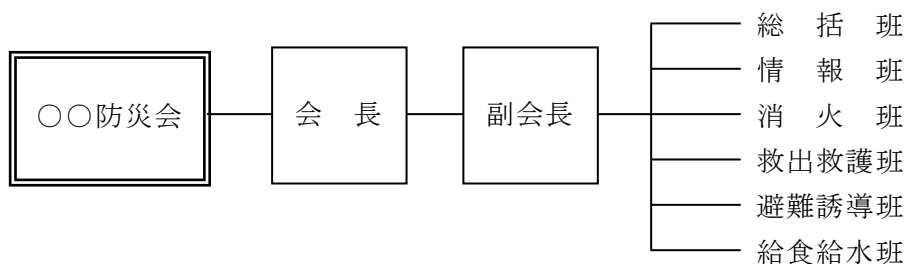 ○○防災会
会長
副会長
総括班
情報班
消火班
救出救護班
避難誘導班
給食給水班